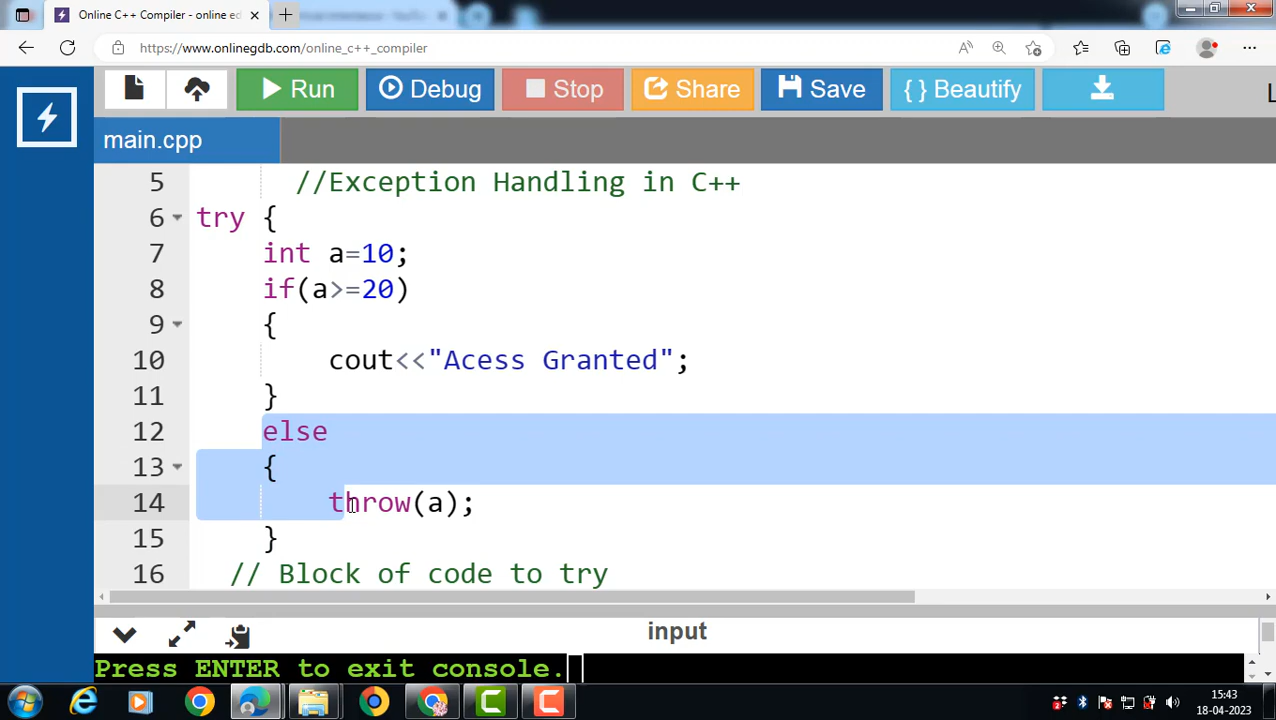 Online C++ Compiler - online ed
https://www.onlinegdb.com/online_c++_compiler
Run
Debug
Stop
Share
Save
{ } Beautify
main.cpp
5 //Exception Handling in C++
6 try {
7 int a=10;
8 if(a>=20)
9 {
10 cout<<"Acess Granted";
11 }
12 else
13 {
14 throw(a);
15 }
16 // Block of code to try
input
Press ENTER to exit console.
15:43
18-04-2023